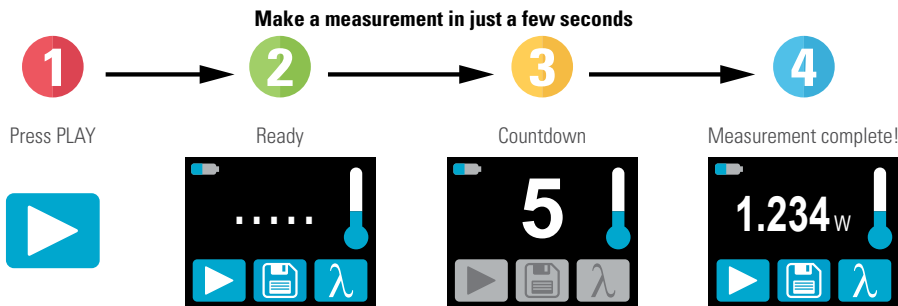 Make a measurement in just a few seconds
1 2 3 4
Press PLAY Ready Countdown Measurement complete!
..... 5 1.234 W
λ λ λ